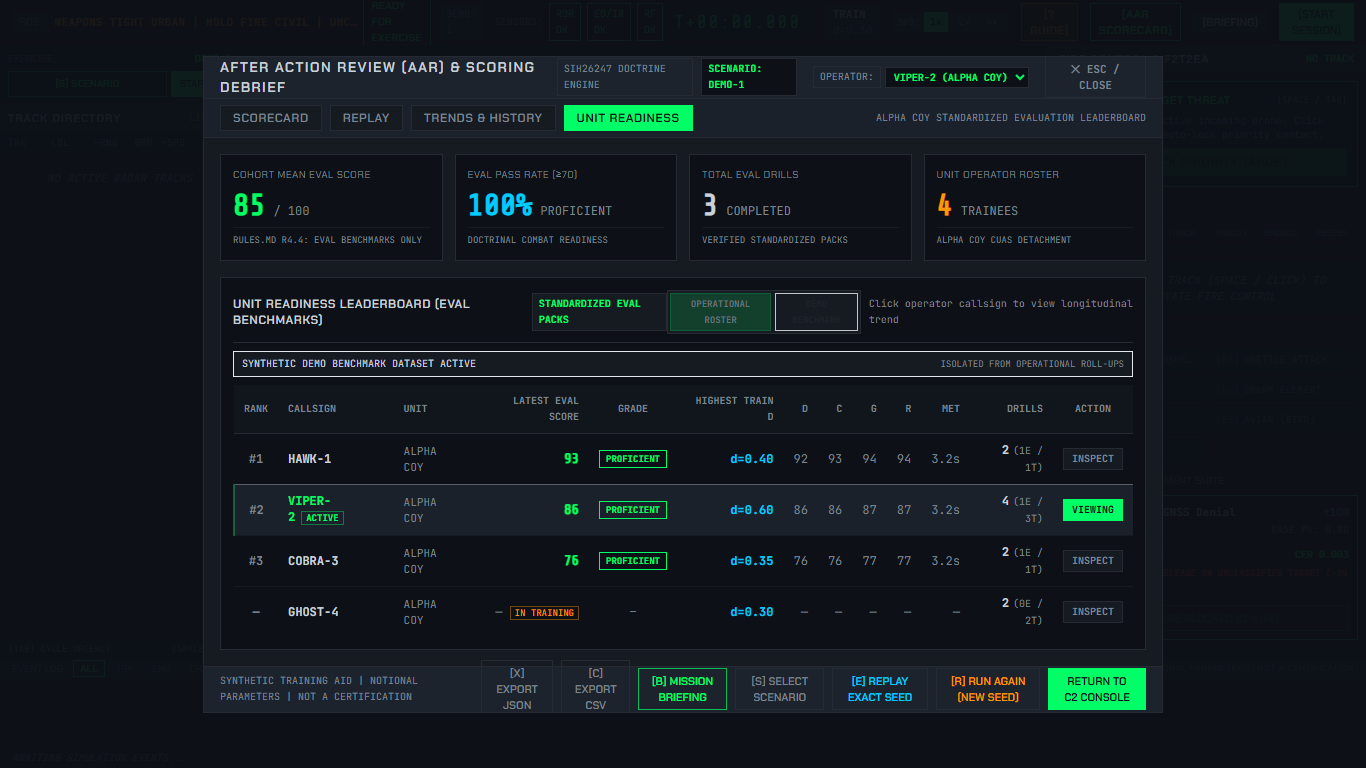 AFTER ACTION REVIEW (AAR) & SCORING
DEBRIEF
SIH26247 DOCTRINE
ENGINE
SCENARIO:
DEMO-1
OPERATOR:
VIPER-2 (ALPHA COY)
✕ ESC /
CLOSE
SCORECARD
REPLAY
TRENDS & HISTORY
UNIT READINESS
ALPHA COY STANDARDIZED EVALUATION LEADERBOARD
COHORT MEAN EVAL SCORE
85 / 100
RULES.MD R4.4: EVAL BENCHMARKS ONLY
EVAL PASS RATE (≥70)
100% PROFICIENT
DOCTRINAL COMBAT READINESS
TOTAL EVAL DRILLS
3 COMPLETED
VERIFIED STANDARDIZED PACKS
UNIT OPERATOR ROSTER
4 TRAINEES
ALPHA COY CUAS DETACHMENT
UNIT READINESS LEADERBOARD (EVAL
BENCHMARKS)
STANDARDIZED EVAL
PACKS
OPERATIONAL
ROSTER
Click operator callsign to view longitudinal
trend
SYNTHETIC DEMO BENCHMARK DATASET ACTIVE
ISOLATED FROM OPERATIONAL ROLL-UPS
RANK CALLSIGN UNIT LATEST EVAL SCORE GRADE HIGHEST TRAIN D D C G R MET DRILLS ACTION
#1 HAWK-1 ALPHA COY 93 PROFICIENT d=0.40 92 93 94 94 3.2s 2 (1E / 1T) INSPECT
#2 VIPER-2 ACTIVE ALPHA COY 86 PROFICIENT d=0.60 86 86 87 87 3.2s 4 (1E / 3T) VIEWING
#3 COBRA-3 ALPHA COY 76 PROFICIENT d=0.35 76 76 77 77 3.2s 2 (1E / 1T) INSPECT
— GHOST-4 ALPHA COY — IN TRAINING — d=0.30 — — — — — 2 (0E / 2T) INSPECT
SYNTHETIC TRAINING AID | NOTIONAL
PARAMETERS | NOT A CERTIFICATION
[X]
EXPORT
JSON
[C]
EXPORT
CSV
[B] MISSION
BRIEFING
[S] SELECT
SCENARIO
[E] REPLAY
EXACT SEED
[R] RUN AGAIN
(NEW SEED)
RETURN TO
C2 CONSOLE